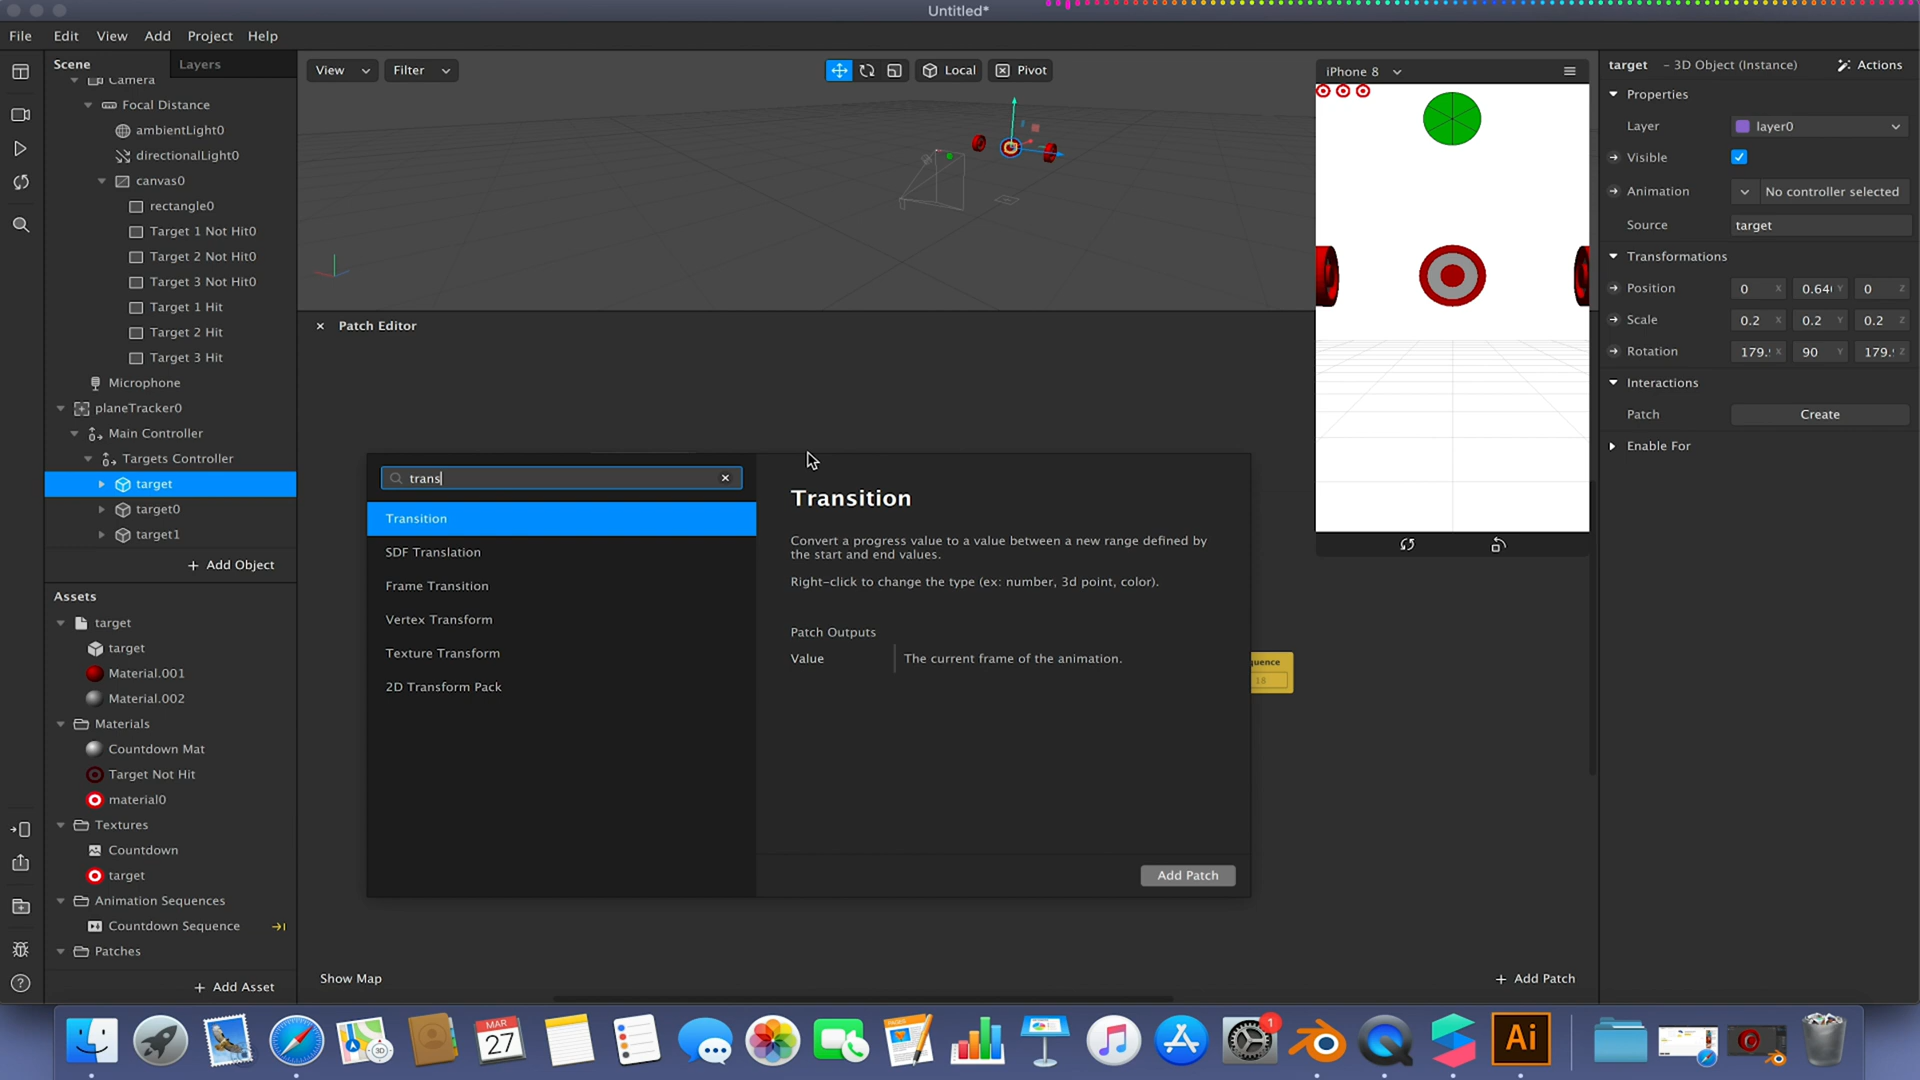 Untitled*
File Edit View Add Project Help
Scene Layers
Camera
Focal Distance
ambientLight0
directionalLight0
canvas0
rectangle0
Target 1 Not Hit0
Target 2 Not Hit0
Target 3 Not Hit0
Target 1 Hit
Target 2 Hit
Target 3 Hit
Microphone
planeTracker0
Main Controller
Targets Controller
target
target0
target1
+ Add Object
Assets
target
target
Material.001
Material.002
Materials
Countdown Mat
Target Not Hit
material0
Textures
Countdown
target
Animation Sequences
Countdown Sequence
Patches
+ Add Asset
View Filter Local Pivot
Patch Editor
trans
Transition
SDF Translation
Frame Transition
Vertex Transform
Texture Transform
2D Transform Pack
Transition
Convert a progress value to a value between a new range defined by
the start and end values.
Right-click to change the type (ex: number, 3d point, color).
Patch Outputs
Value The current frame of the animation.
Add Patch
uence
18
Show Map
+ Add Patch
iPhone 8
target - 3D Object (Instance) Actions
Properties
Layer layer0
Visible
Animation No controller selected
Source target
Transformations
Position 0 X 0.64 Y 0 Z
Scale 0.2 X 0.2 Y 0.2 Z
Rotation 179. X 90 Y 179. Z
Interactions
Patch Create
Enable For
MAR
27
3D
1
Ai